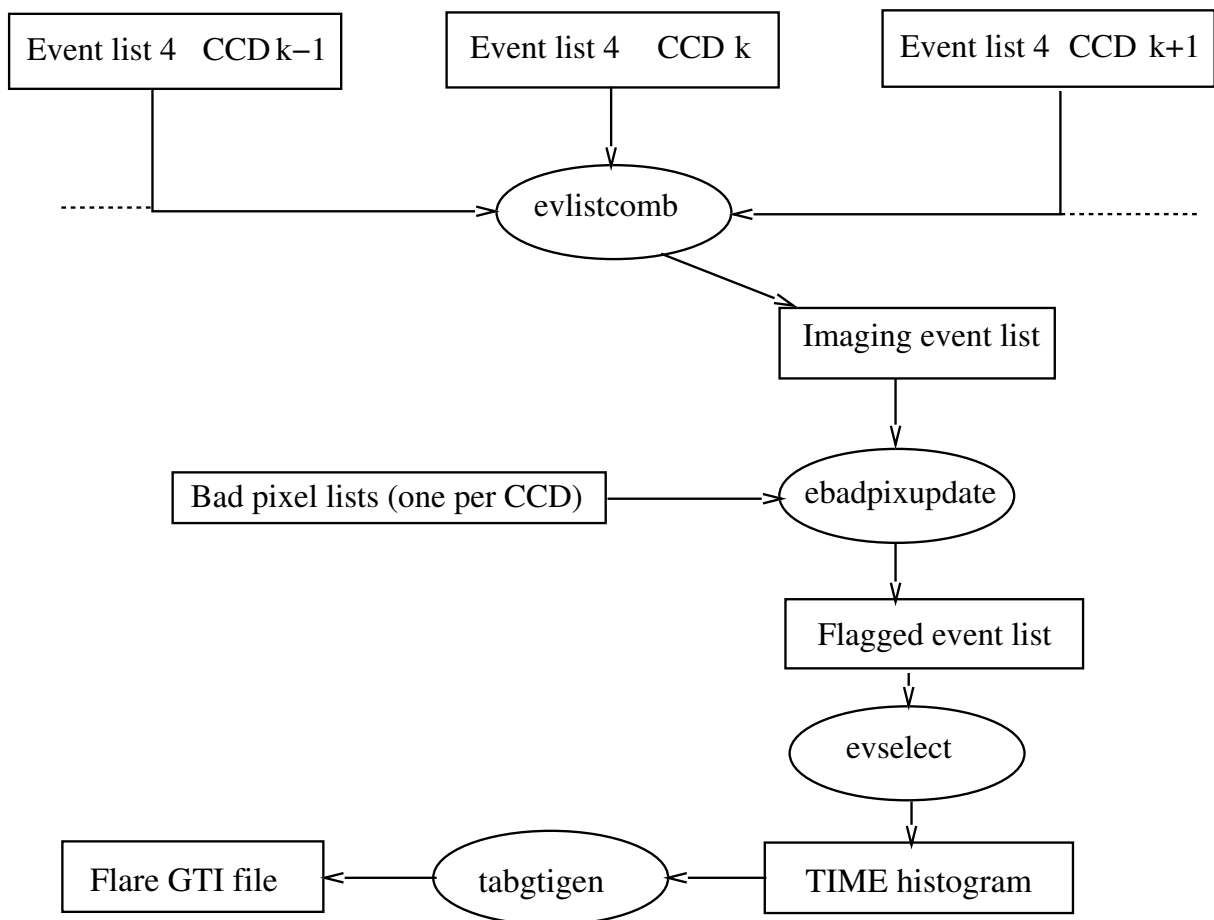 Event list 4 CCD k−1
Event list 4 CCD k
Event list 4 CCD k+1
evlistcomb
Imaging event list
Bad pixel lists (one per CCD)
ebadpixupdate
Flagged event list
evselect
Flare GTI file
tabgtigen
TIME histogram